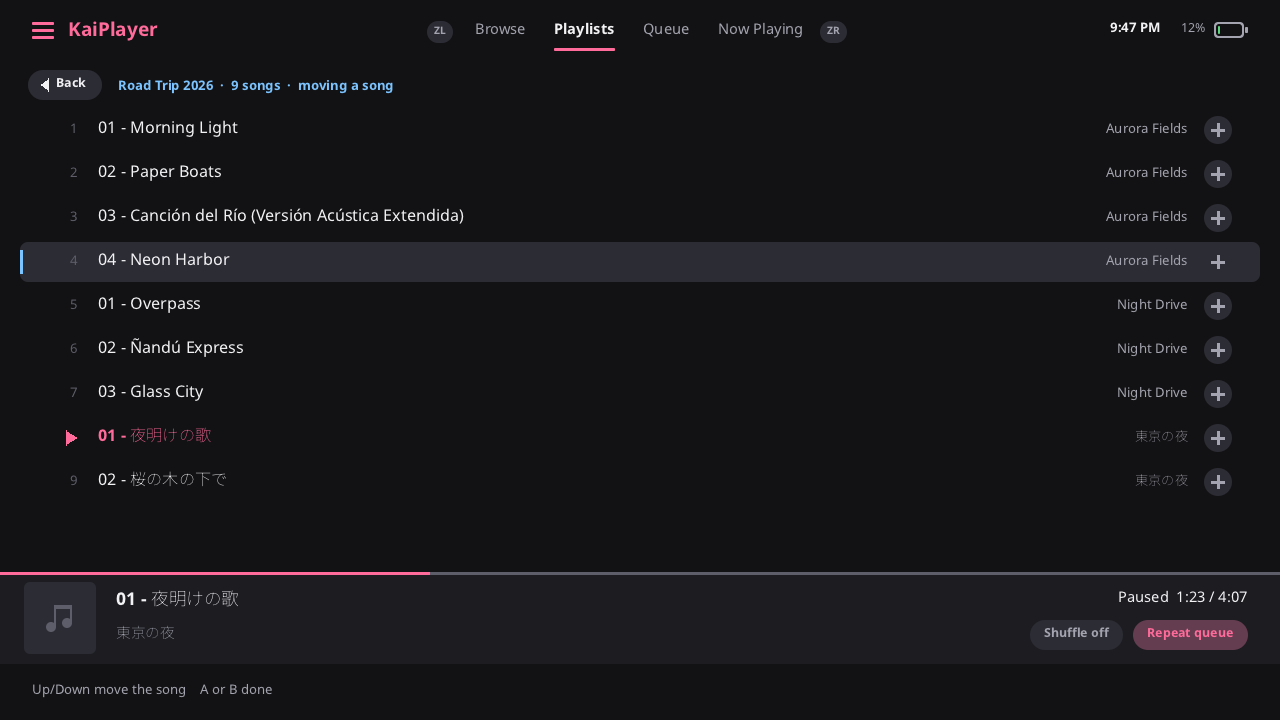 KaiPlayer
ZL Browse Playlists Queue Now Playing ZR
9:47 PM 12%
Back Road Trip 2026 · 9 songs · moving a song
1 01 - Morning Light Aurora Fields
2 02 - Paper Boats Aurora Fields
3 03 - Canción del Río (Versión Acústica Extendida) Aurora Fields
4 04 - Neon Harbor Aurora Fields
5 01 - Overpass Night Drive
6 02 - Ñandú Express Night Drive
7 03 - Glass City Night Drive
01 - 夜明けの歌 東京の夜
9 02 - 桜の木の下で 東京の夜
01 - 夜明けの歌
東京の夜
Paused 1:23 / 4:07
Shuffle off Repeat queue
Up/Down move the song A or B done